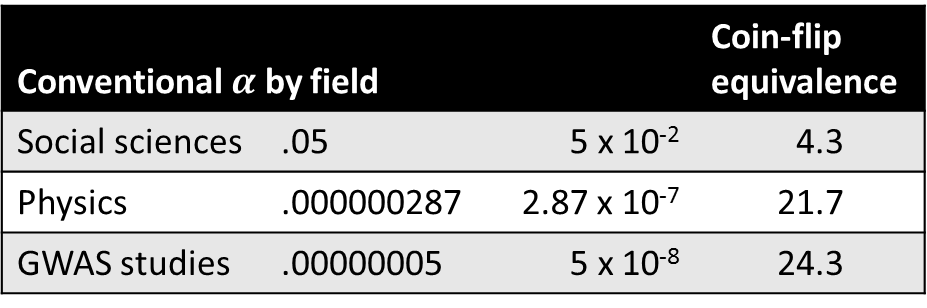 Coin-flip
Conventional 𝛼 by field equivalence
Social sciences .05 5 x 10⁻² 4.3
Physics .000000287 2.87 x 10⁻⁷ 21.7
GWAS studies .00000005 5 x 10⁻⁸ 24.3